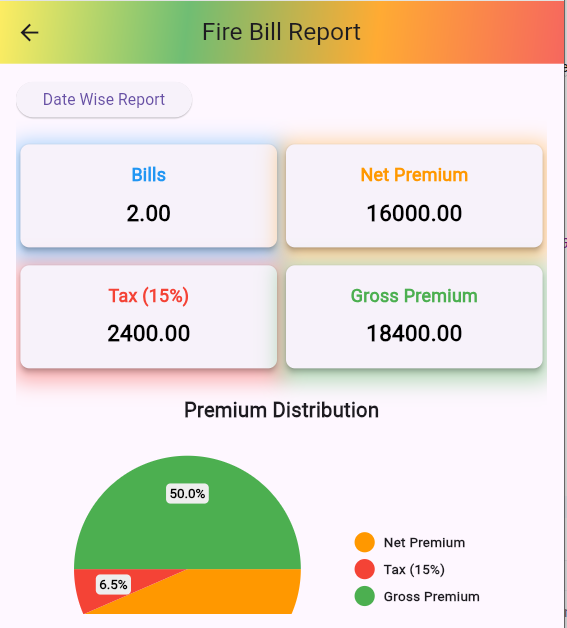 Fire Bill Report
Date Wise Report
Bills
2.00
Net Premium
16000.00
Tax (15%)
2400.00
Gross Premium
18400.00
Premium Distribution
50.0%
6.5%
Net Premium
Tax (15%)
Gross Premium